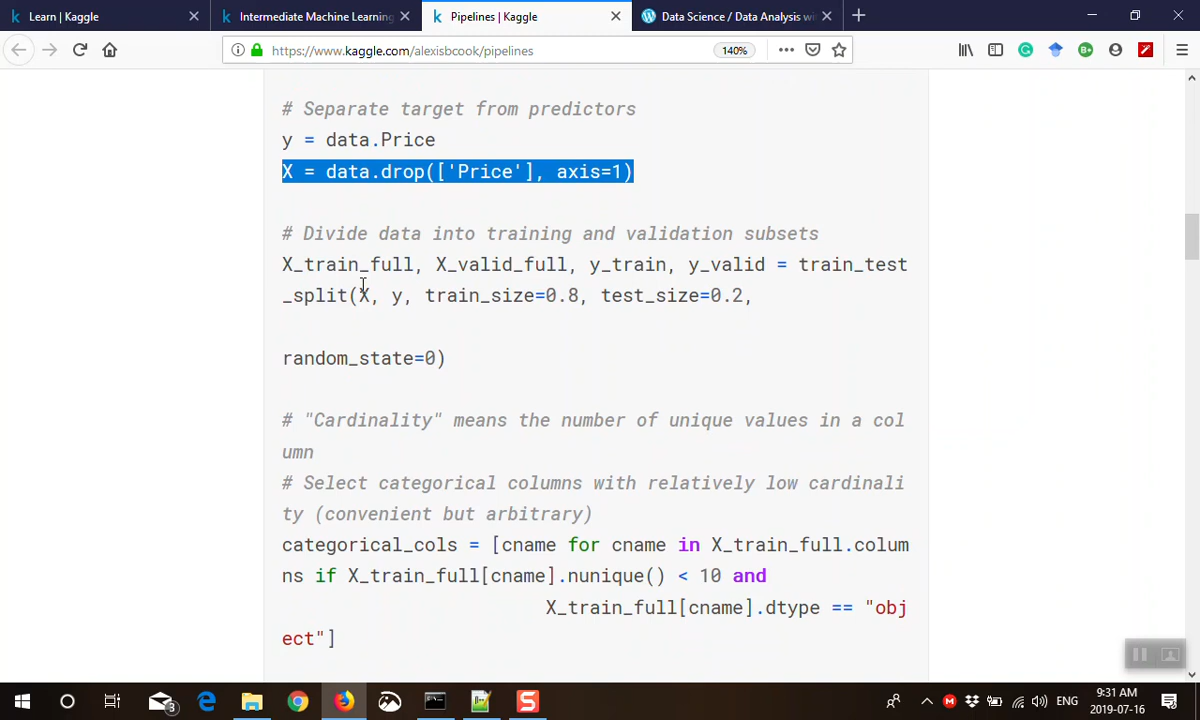 Learn | Kaggle
Intermediate Machine Learning
Pipelines | Kaggle
Data Science / Data Analysis wit
https://www.kaggle.com/alexisbcook/pipelines
140%
# Separate target from predictors
y = data.Price
X = data.drop(['Price'], axis=1)
# Divide data into training and validation subsets
X_train_full, X_valid_full, y_train, y_valid = train_test
_split(X, y, train_size=0.8, test_size=0.2,
random_state=0)
# "Cardinality" means the number of unique values in a col
umn
# Select categorical columns with relatively low cardinali
ty (convenient but arbitrary)
categorical_cols = [cname for cname in X_train_full.colum
ns if X_train_full[cname].nunique() < 10 and
X_train_full[cname].dtype == "obj
ect"]
3
ENG
9:31 AM
2019-07-16